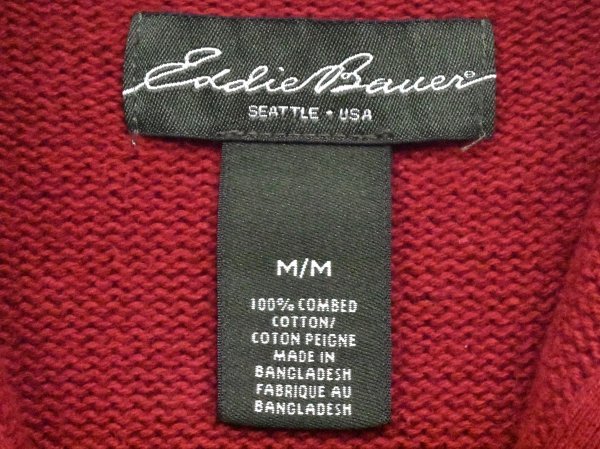 Eddie Bauer®
SEATTLE • USA
M/M
100% COMBED
COTTON/
COTON PEIGNE
MADE IN
BANGLADESH
FABRIQUE AU
BANGLADESH